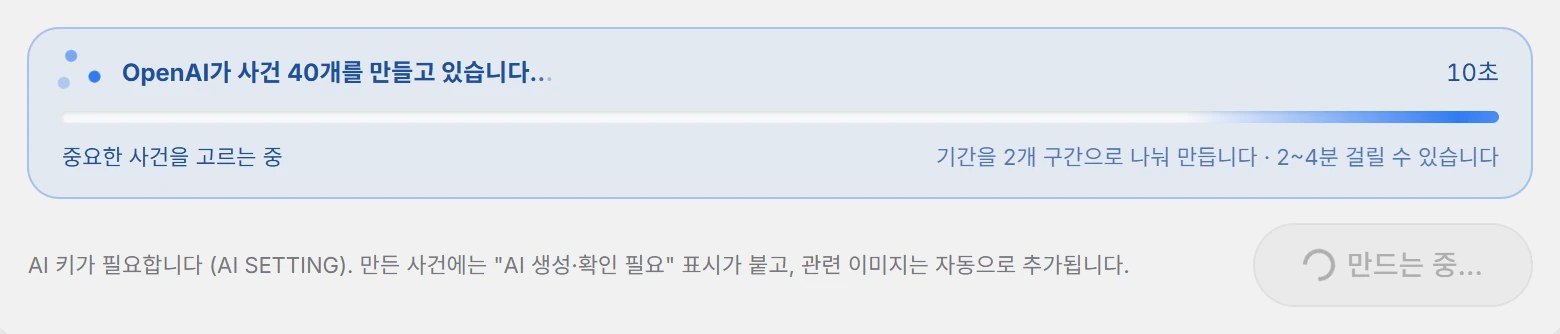 OpenAI가 사건 40개를 만들고 있습니다...
10초
중요한 사건을 고르는 중
기간을 2개 구간으로 나눠 만듭니다 · 2~4분 걸릴 수 있습니다
AI 키가 필요합니다 (AI SETTING). 만든 사건에는 "AI 생성·확인 필요" 표시가 붙고, 관련 이미지는 자동으로 추가됩니다.
만드는 중...